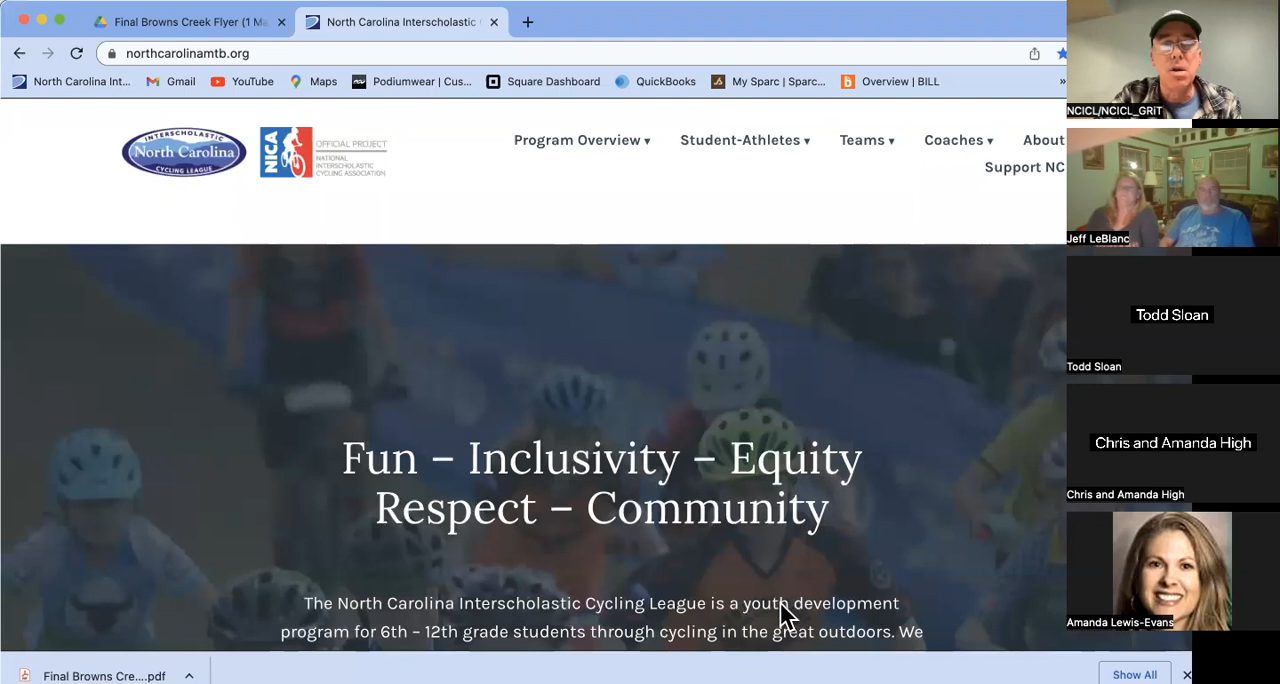 Final Browns Creek Flyer (1 Ma
North Carolina Interscholastic C
northcarolinamtb.org
North Carolina Int...
Gmail
YouTube
Maps
Podiumwear | Cus...
Square Dashboard
QuickBooks
My Sparc | Sparc...
Overview | BILL
»
INTERSCHOLASTIC
North Carolina
CYCLING LEAGUE
NICA
OFFICIAL PROJECT
NATIONAL
INTERSCHOLASTIC
CYCLING ASSOCIATION
Program Overview ▾
Student-Athletes ▾
Teams ▾
Coaches ▾
About
Support NC
Fun – Inclusivity – Equity
Respect – Community
The North Carolina Interscholastic Cycling League is a youth development
program for 6th – 12th grade students through cycling in the great outdoors. We
Final Browns Cre....pdf
Show All
NCICL/NCICL_GRiT
Jeff LeBlanc
Todd Sloan
Todd Sloan
Chris and Amanda High
Chris and Amanda High
Amanda Lewis-Evans